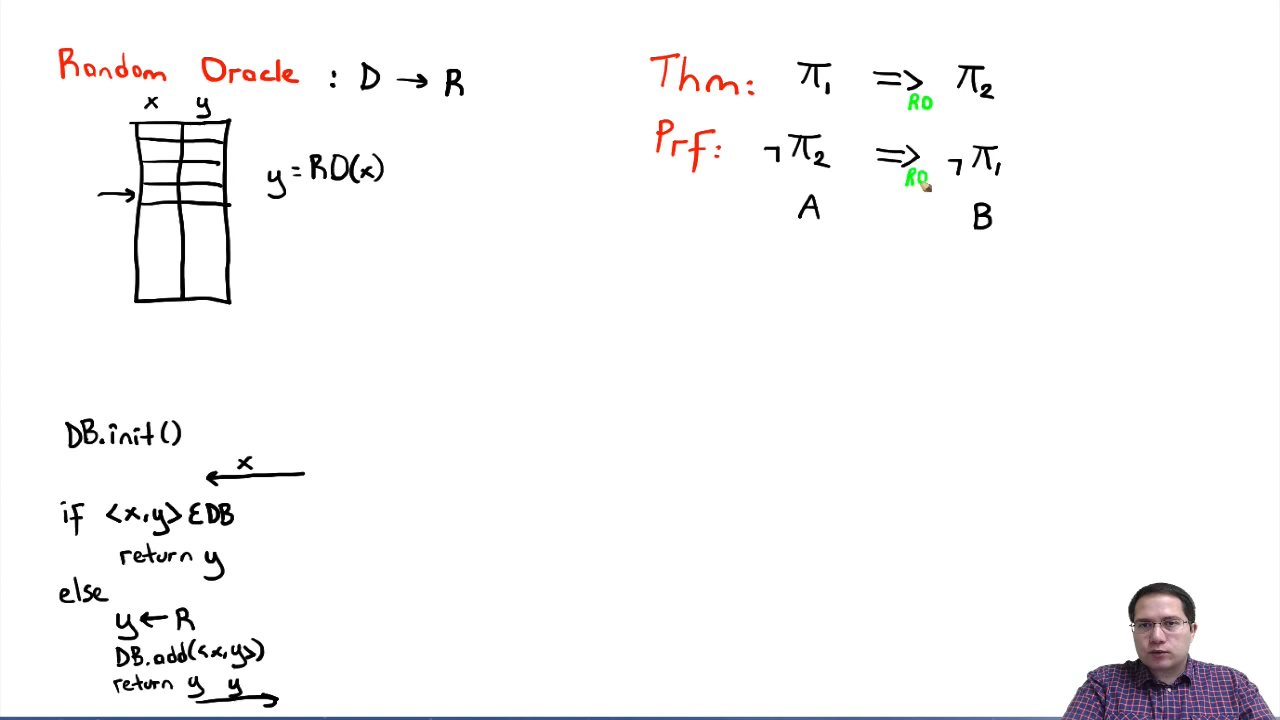 Random Oracle : D → R
x y
y = RO(x)
DB.init()
x
if <x,y> ∈ DB
return y
else
y ← R
DB.add(<x,y>)
return y y
Thm: π₁ ⇒ π₂
RO
Prf: ¬π₂ ⇒ ¬π₁
RO
A B